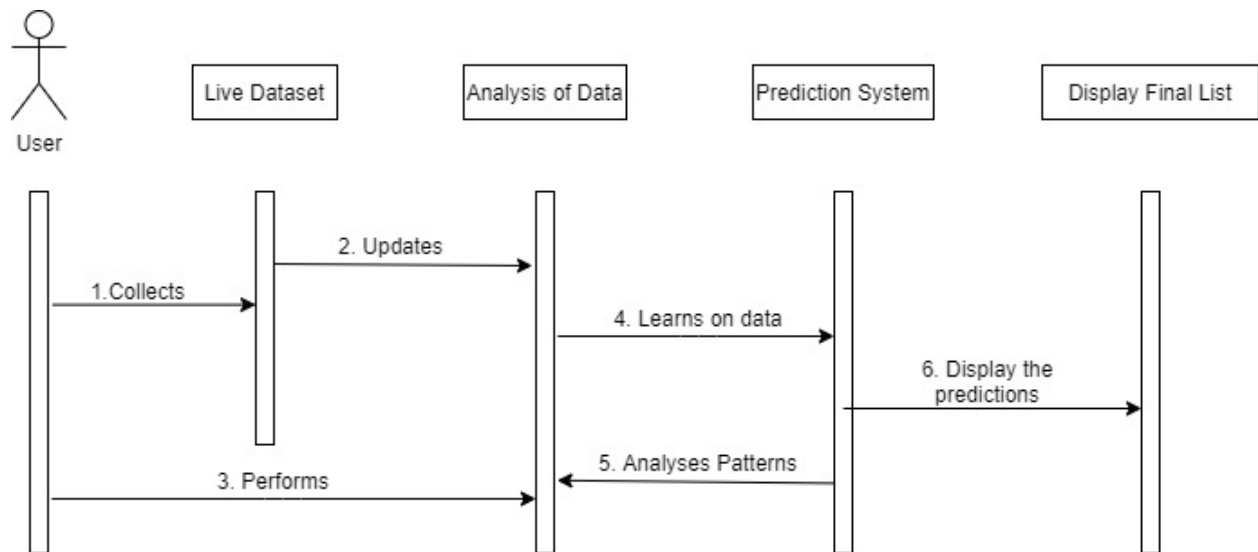 User
Live Dataset
Analysis of Data
Prediction System
Display Final List
2. Updates
1.Collects
4. Learns on data
6. Display the
predictions
5. Analyses Patterns
3. Performs